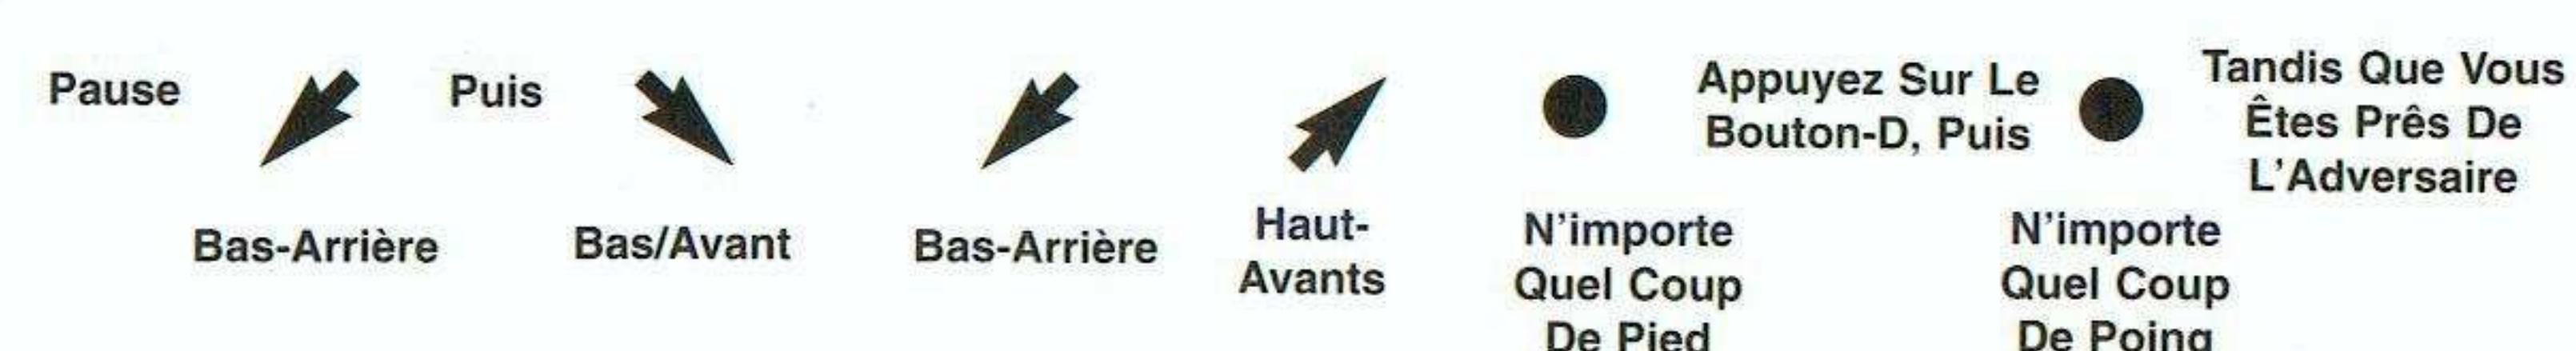 Pause
Bas-Arrière
Puis
Bas/Avant
Bas-Arrière
Haut-
Avants
N'importe
Quel Coup
De Pied
Appuyez Sur Le
Bouton-D, Puis
N'importe
Quel Coup
De Poing
Tandis Que Vous
Êtes Prês De
L'Adversaire